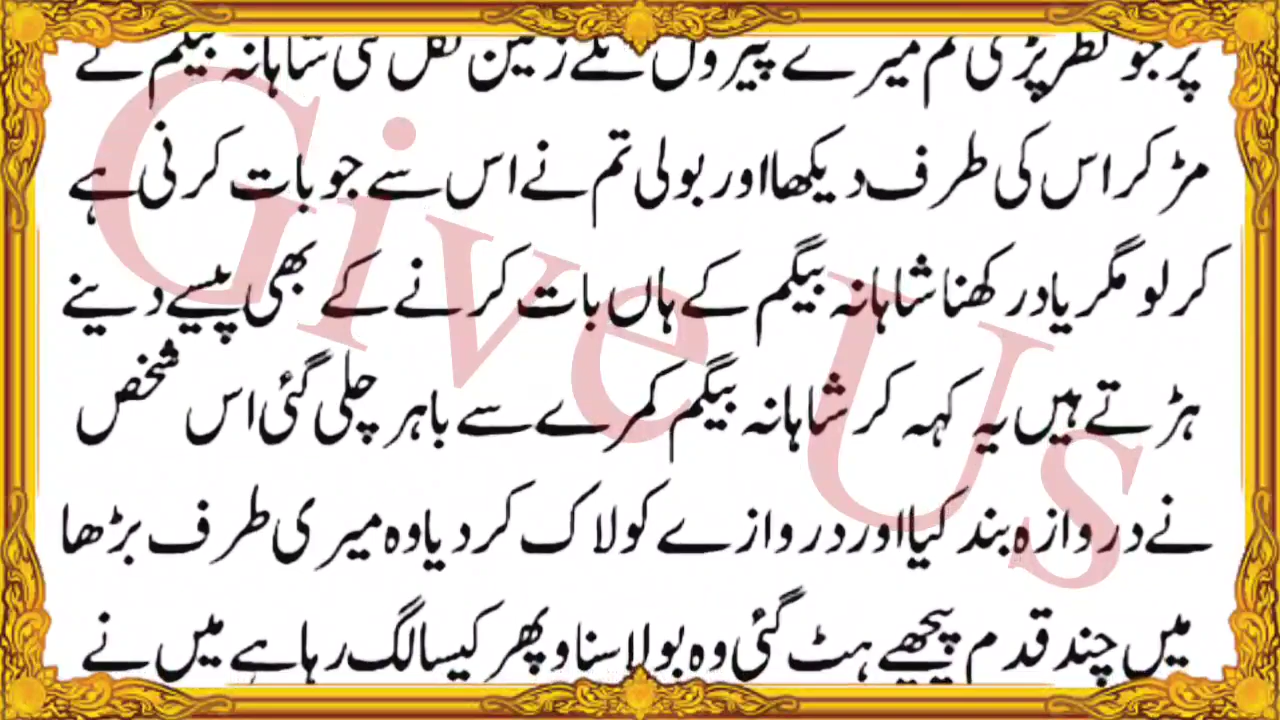 پر جو نظر پڑی تم میرے پیروں تلے زمین نکل گئی شاہانہ بیگم نے
مڑ کر اس کی طرف دیکھا اور بولی تم نے اس سے جو بات کرنی ہے
کر لو مگر یاد رکھنا شاہانہ بیگم کے ہاں بات کرنے کے بھی پیسے دینے
ہڑتے ہیں یہ کہہ کر شاہانہ بیگم کمرے سے باہر چلی گئی اس شخص
نے دروازہ بند کیا اور دروازے کو لاک کر دیا وہ میری طرف بڑھا
میں چند قدم پیچھے ہٹ گئی وہ بولا سناو پھر کیسا لگ رہا ہے میں نے
Give Us